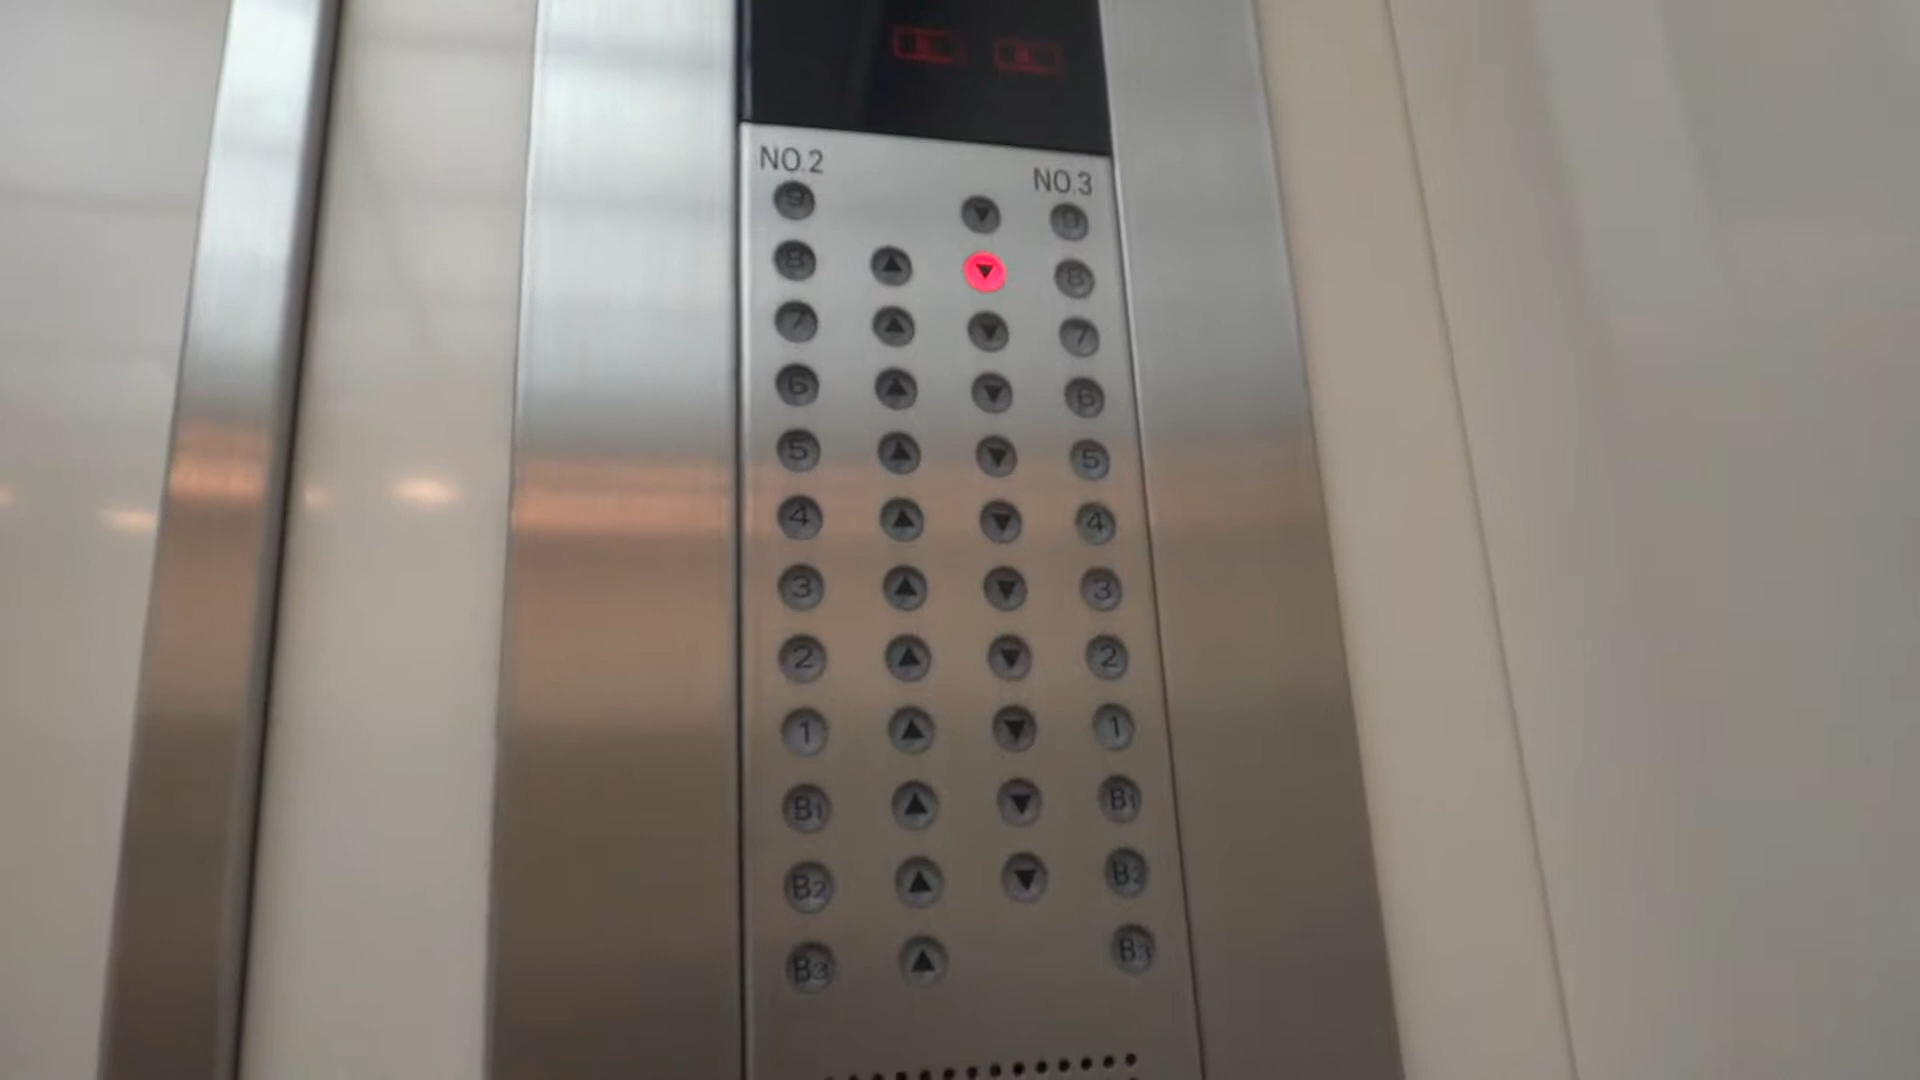 NO.2 NO.3
9 ▼ 9
8 ▲ ▼ 8
7 ▲ ▼ 7
6 ▲ ▼ 6
5 ▲ ▼ 5
4 ▲ ▼ 4
3 ▲ ▼ 3
2 ▲ ▼ 2
1 ▲ ▼ 1
B1 ▲ ▼ B1
B2 ▲ ▼ B2
B3 ▲ B3